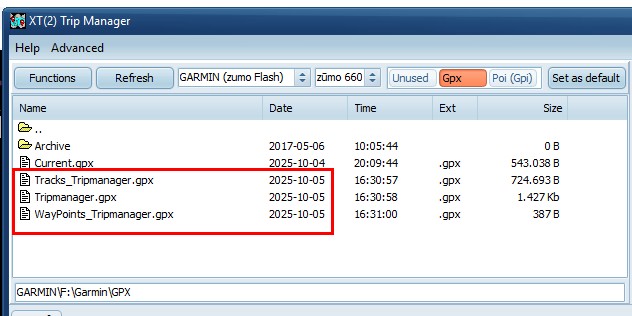 XT(2) Trip Manager
Help Advanced
Functions Refresh GARMIN (zumo Flash) zūmo 660 Unused Gpx Poi (Gpi) Set as default
Name Date Time Ext Size
..
Archive 2017-05-06 10:05:44 0 B
Current.gpx 2025-10-04 20:09:44 .gpx 543.038 B
Tracks_Tripmanager.gpx 2025-10-05 16:30:57 .gpx 724.693 B
Tripmanager.gpx 2025-10-05 16:30:58 .gpx 1.427 Kb
WayPoints_Tripmanager.gpx 2025-10-05 16:31:00 .gpx 387 B
GARMIN\F:\Garmin\GPX